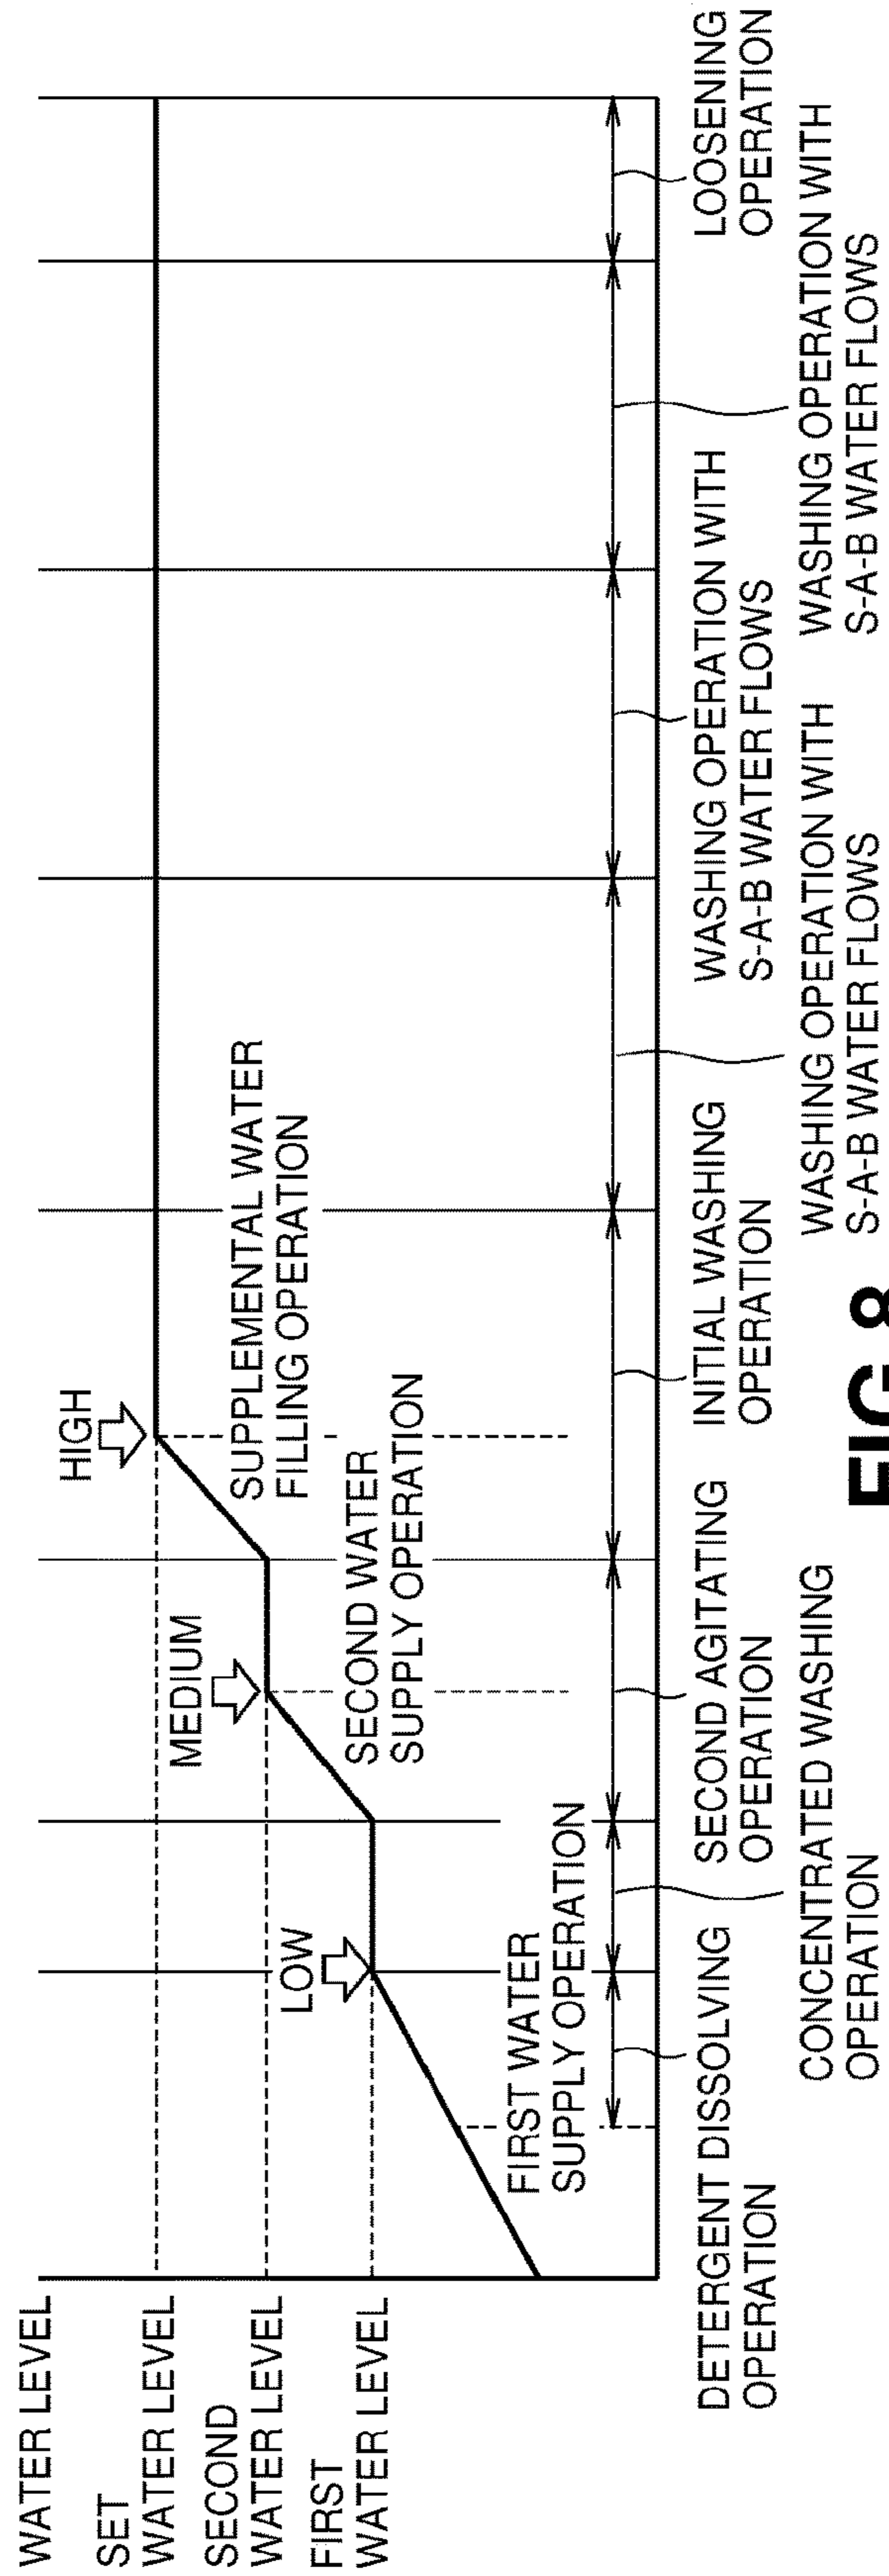 WATER LEVEL
SET
WATER LEVEL
SECOND
WATER LEVEL
FIRST
WATER LEVEL
HIGH
MEDIUM
LOW
SUPPLEMENTAL WATER
FILLING OPERATION
SECOND WATER
SUPPLY OPERATION
FIRST WATER
SUPPLY OPERATION
DETERGENT DISSOLVING
OPERATION
CONCENTRATED WASHING
OPERATION
SECOND AGITATING
OPERATION
INITIAL WASHING
OPERATION
WASHING OPERATION WITH
S-A-B WATER FLOWS
WASHING OPERATION WITH
S-A-B WATER FLOWS
WASHING OPERATION WITH
S-A-B WATER FLOWS
LOOSENING
OPERATION
FIG.8